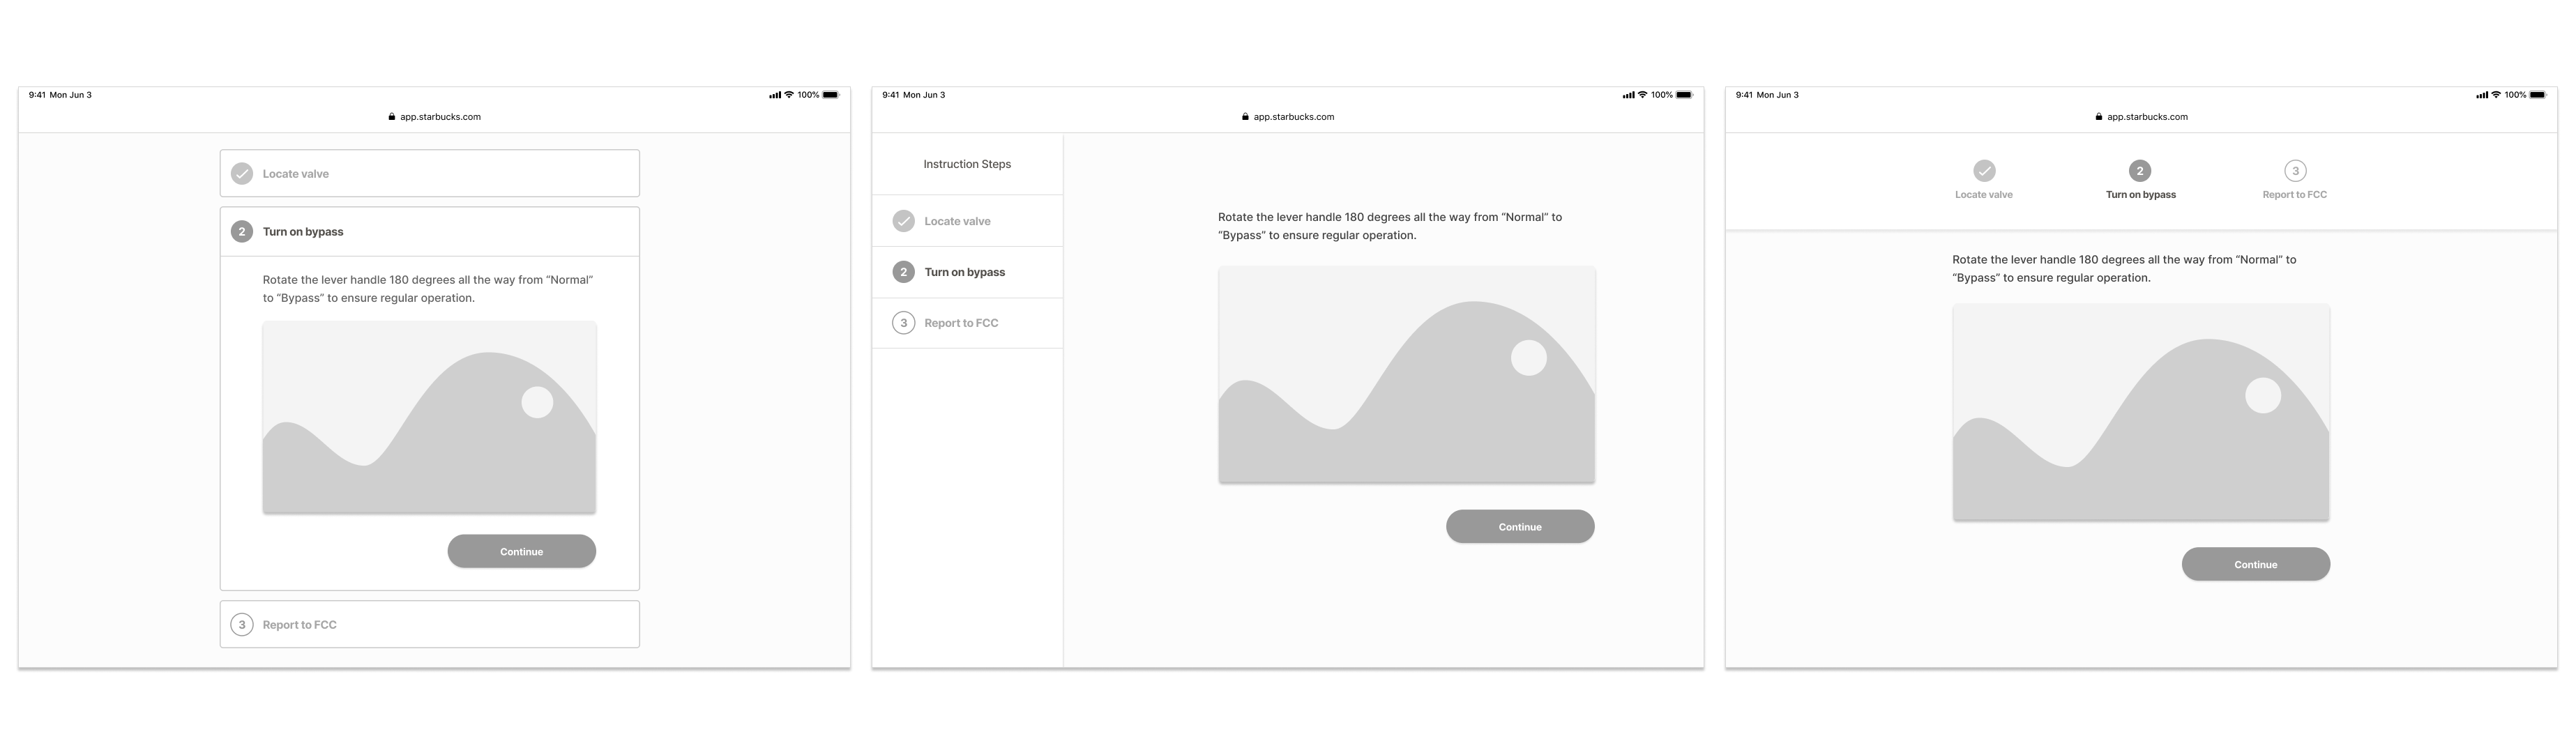 9:41 Mon Jun 3
100%
app.starbucks.com
Locate valve
2 Turn on bypass
Rotate the lever handle 180 degrees all the way from “Normal”
to “Bypass” to ensure regular operation.
Continue
3 Report to FCC
9:41 Mon Jun 3
100%
app.starbucks.com
Instruction Steps
Locate valve
2 Turn on bypass
3 Report to FCC
Rotate the lever handle 180 degrees all the way from “Normal” to
“Bypass” to ensure regular operation.
Continue
9:41 Mon Jun 3
100%
app.starbucks.com
2
3
Locate valve
Turn on bypass
Report to FCC
Rotate the lever handle 180 degrees all the way from “Normal” to
“Bypass” to ensure regular operation.
Continue